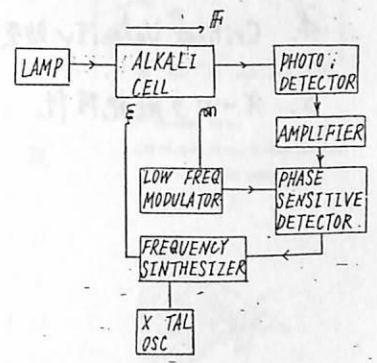 H
LAMP
ALKALI
CELL
PHOTO
DETECTOR
AMPLIFIER
LOW FREQ
MODULATOR
PHASE
SENSITIVE
DETECTOR
FREQUENCY
SINTHESIZER
X TAL
OSC